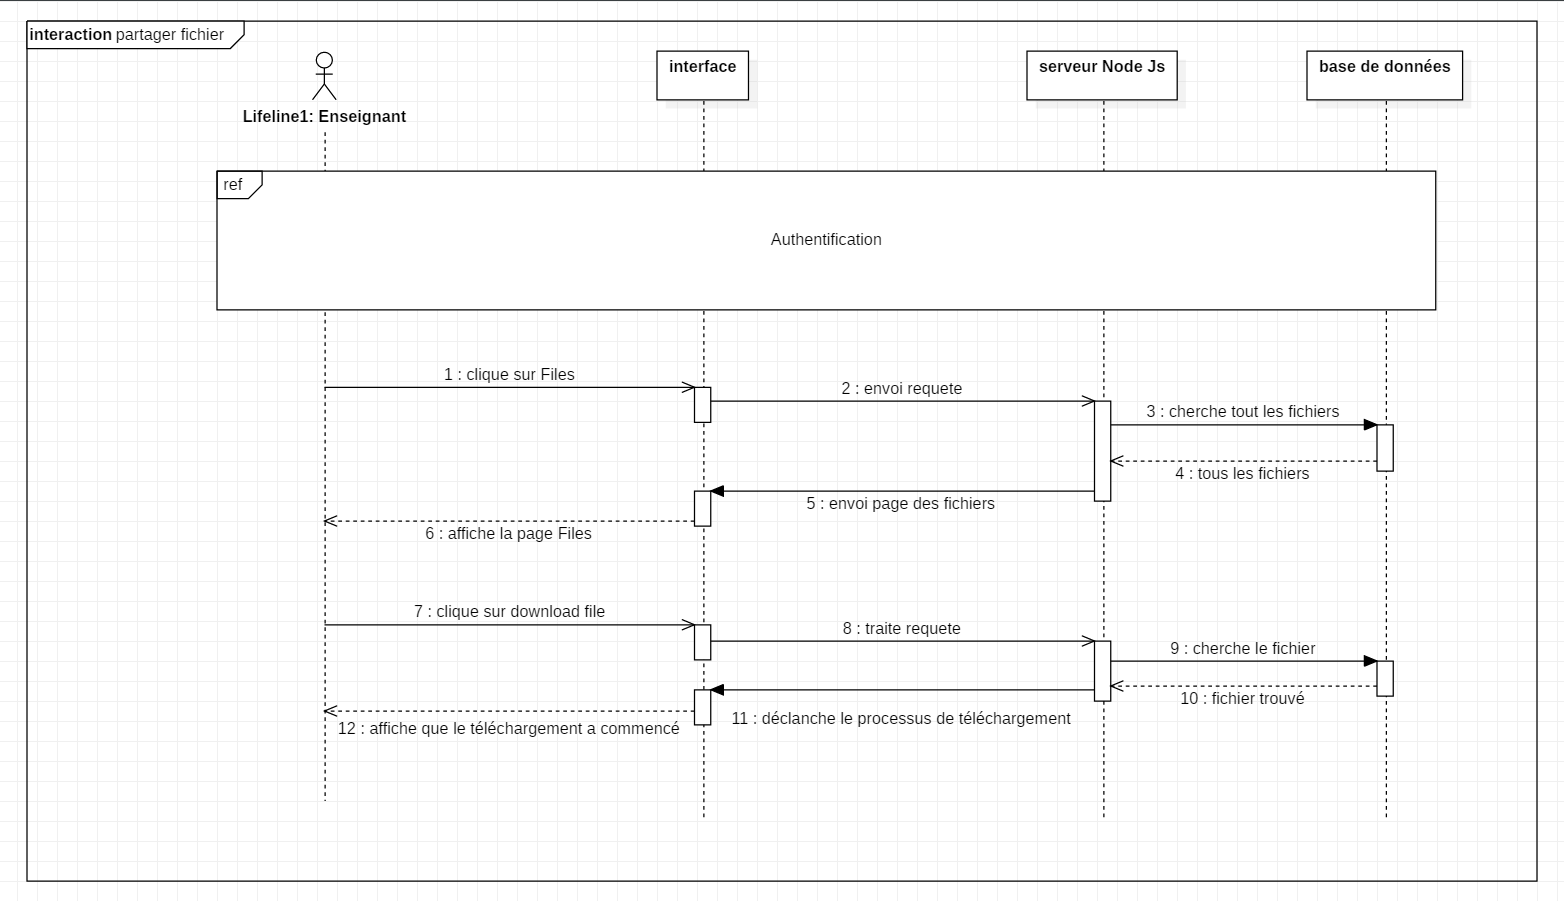 interaction partager fichier
interface
serveur Node Js
base de données
Lifeline1: Enseignant
ref
Authentification
1 : clique sur Files
2 : envoi requete
3 : cherche tout les fichiers
4 : tous les fichiers
5 : envoi page des fichiers
6 : affiche la page Files
7 : clique sur download file
8 : traite requete
9 : cherche le fichier
10 : fichier trouvé
11 : déclanche le processus de téléchargement
12 : affiche que le téléchargement a commencé